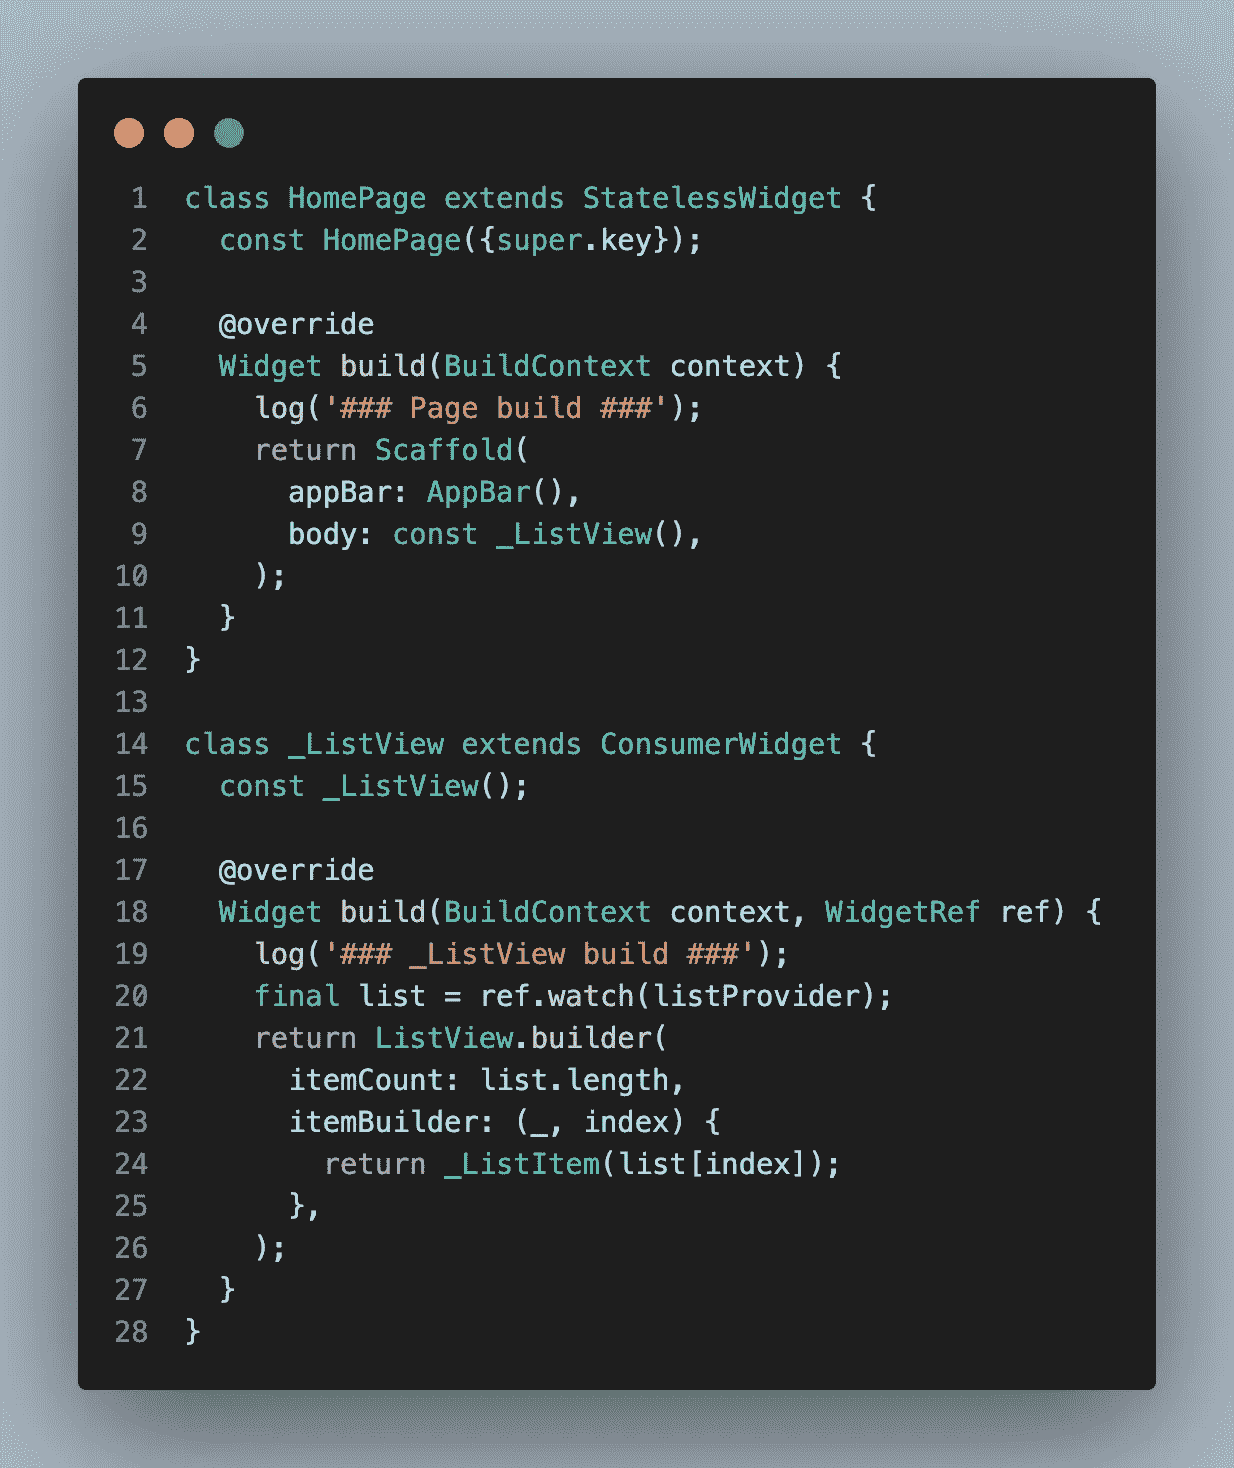 1 class HomePage extends StatelessWidget {
2   const HomePage({super.key});
3
4   @override
5   Widget build(BuildContext context) {
6     log('### Page build ###');
7     return Scaffold(
8       appBar: AppBar(),
9       body: const _ListView(),
10     );
11   }
12 }
13
14 class _ListView extends ConsumerWidget {
15   const _ListView();
16
17   @override
18   Widget build(BuildContext context, WidgetRef ref) {
19     log('### _ListView build ###');
20     final list = ref.watch(listProvider);
21     return ListView.builder(
22       itemCount: list.length,
23       itemBuilder: (_, index) {
24         return _ListItem(list[index]);
25       },
26     );
27   }
28 }